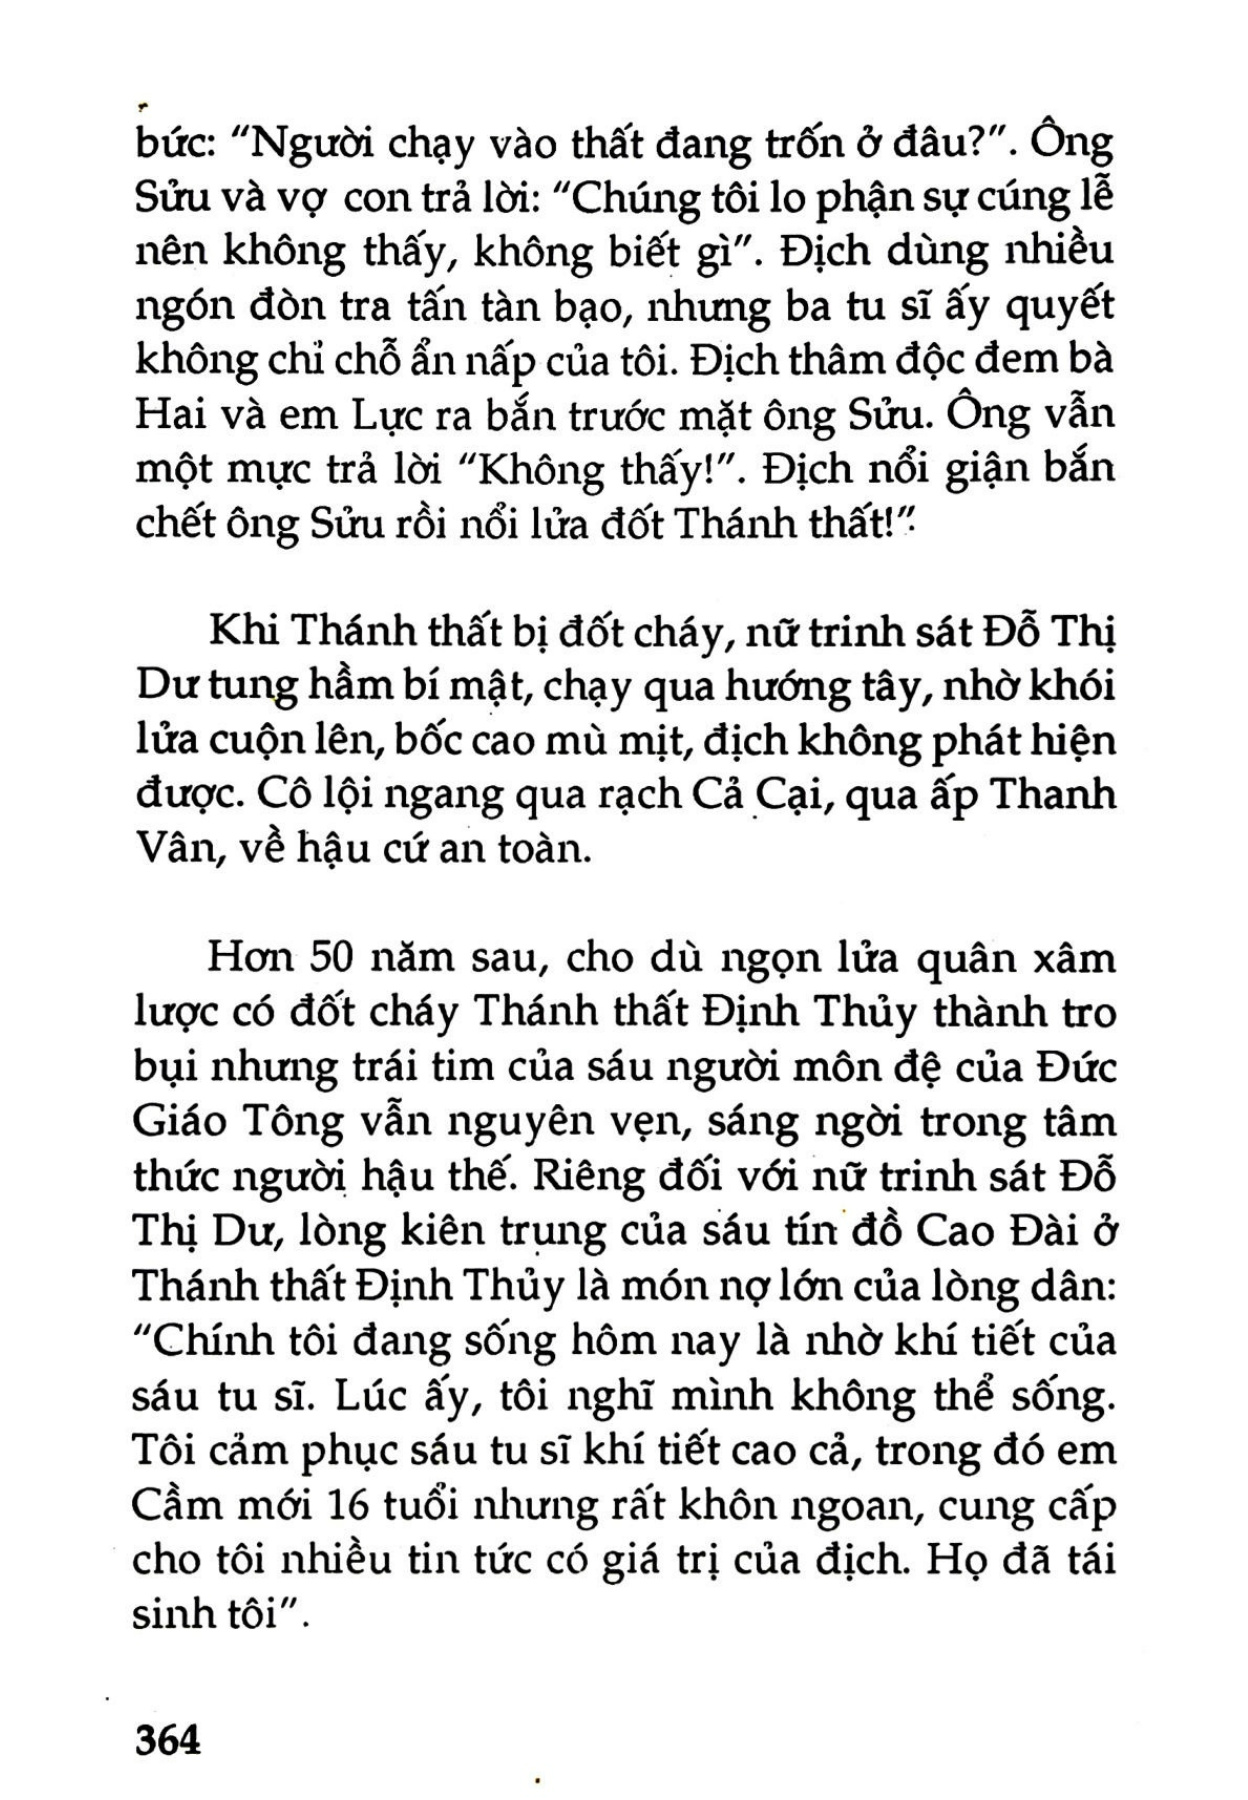 bức: "Người chạy vào thất đang trốn ở đâu?". Ông
Sửu và vợ con trả lời: "Chúng tôi lo phận sự cúng lễ
nên không thấy, không biết gì". Địch dùng nhiều
ngón đòn tra tấn tàn bạo, nhưng ba tu sĩ ấy quyết
không chỉ chỗ ẩn nấp của tôi. Địch thâm độc đem bà
Hai và em Lực ra bắn trước mặt ông Sửu. Ông vẫn
một mực trả lời "Không thấy!". Địch nổi giận bắn
chết ông Sửu rồi nổi lửa đốt Thánh thất!".
Khi Thánh thất bị đốt cháy, nữ trinh sát Đỗ Thị
Dư tung hầm bí mật, chạy qua hướng tây, nhờ khói
lửa cuộn lên, bốc cao mù mịt, địch không phát hiện
được. Cô lội ngang qua rạch Cả Cại, qua ấp Thanh
Vân, về hậu cứ an toàn.
Hơn 50 năm sau, cho dù ngọn lửa quân xâm
lược có đốt cháy Thánh thất Định Thủy thành tro
bụi nhưng trái tim của sáu người môn đệ của Đức
Giáo Tông vẫn nguyên vẹn, sáng ngời trong tâm
thức người hậu thế. Riêng đối với nữ trinh sát Đỗ
Thị Dư, lòng kiên trung của sáu tín đồ Cao Đài ở
Thánh thất Định Thủy là món nợ lớn của lòng dân:
"Chính tôi đang sống hôm nay là nhờ khí tiết của
sáu tu sĩ. Lúc ấy, tôi nghĩ mình không thể sống.
Tôi cảm phục sáu tu sĩ khí tiết cao cả, trong đó em
Cầm mới 16 tuổi nhưng rất khôn ngoan, cung cấp
cho tôi nhiều tin tức có giá trị của địch. Họ đã tái
sinh tôi".
364